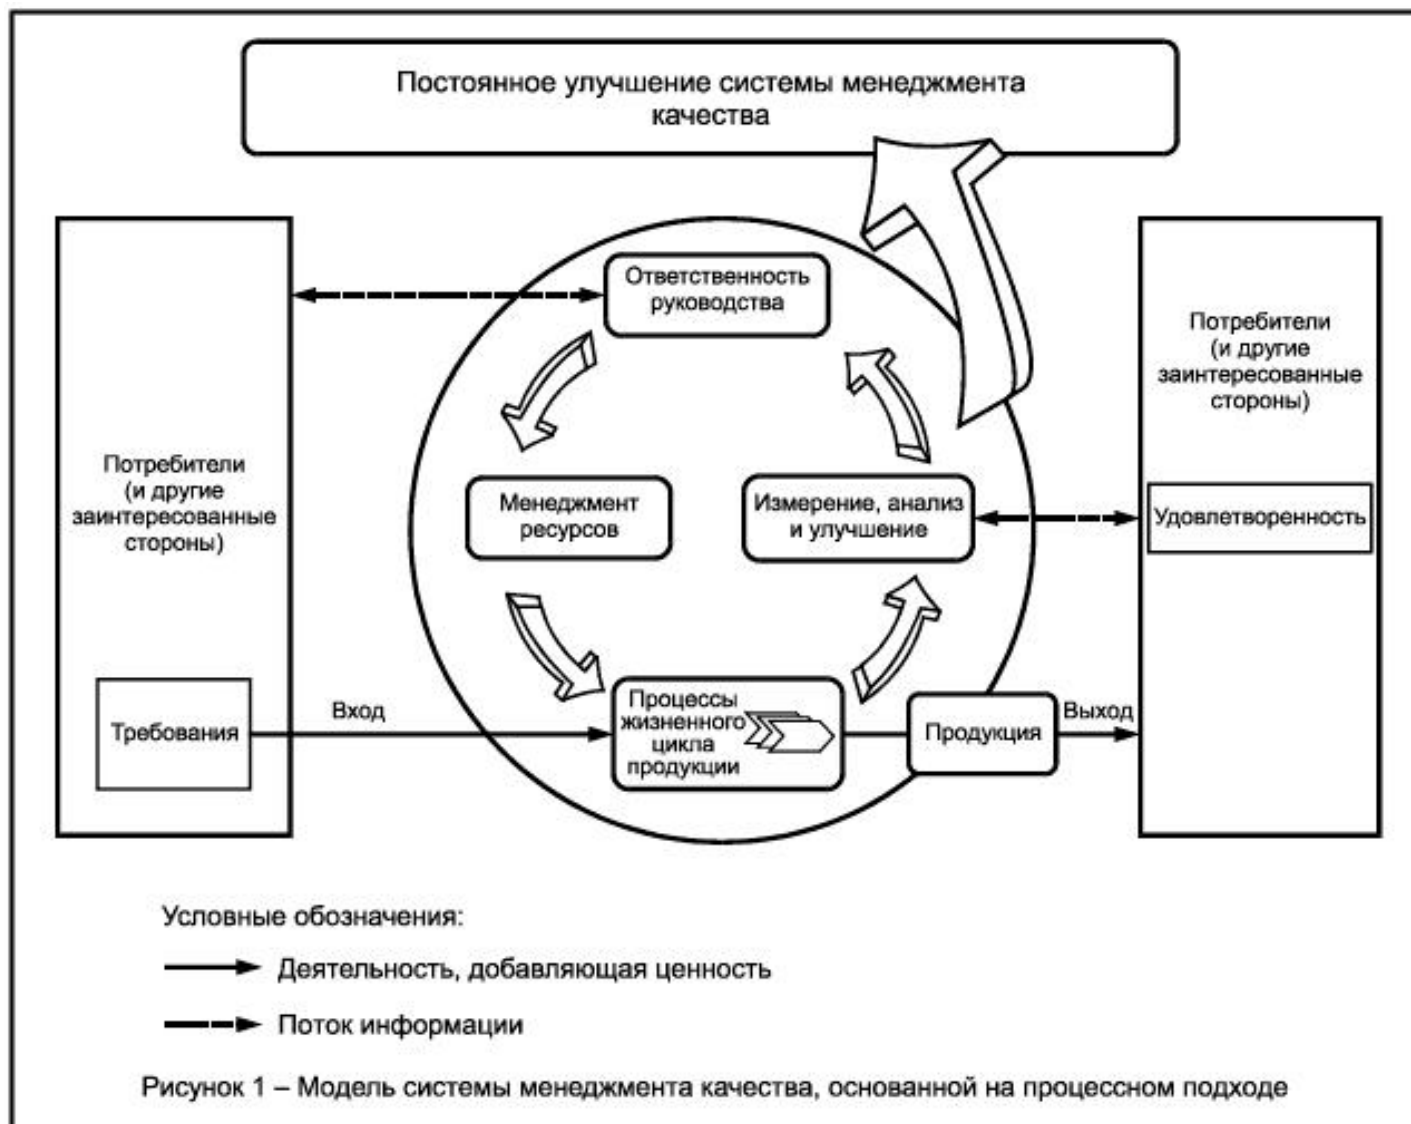 Постоянное улучшение системы менеджмента
качества
Ответственность
руководства
Потребители
(и другие
заинтересованные
стороны)
Потребители
(и другие
заинтересованные
стороны)
Менеджмент
ресурсов
Измерение, анализ
и улучшение
Удовлетворенность
Требования
Вход
Процессы
жизненного
цикла
продукции
Продукция
Выход
Условные обозначения:
Деятельность, добавляющая ценность
Поток информации
Рисунок 1 – Модель системы менеджмента качества, основанной на процессном подходе